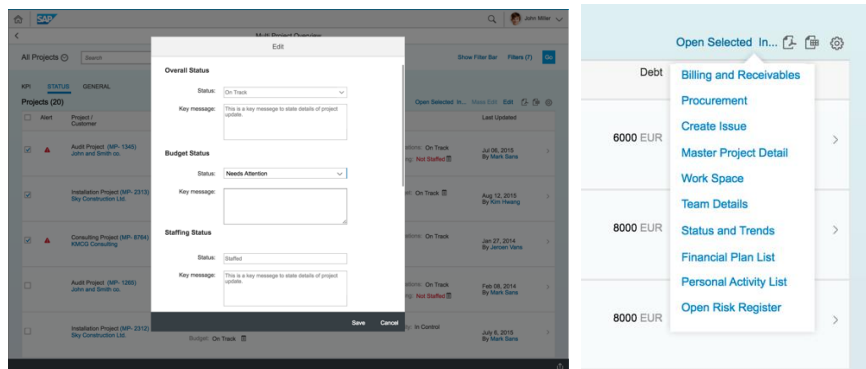 SAP
John Miller
Multi Project Overview
All Projects
Search
Show Filter Bar
Filters (7)
Go
KPI
STATUS
GENERAL
Projects (20)
Open Selected In...
Mass Edit
Edit
Alert
Project /
Customer
Last Updated
Audit Project (MP- 1345)
John and Smith co.
On Track
Not Staffed
Jul 06, 2015
By Mark Sans
Installation Project (MP- 2313)
Sky Construction Ltd.
On Track
Aug 12, 2015
By Kim Hwang
Consulting Project (MP- 8784)
KMCG Consulting
On Track
Jan 27, 2014
By Jeroen Vans
Audit Project (MP- 1265)
John and Smith co.
On Track
Not Staffed
Feb 09, 2014
By Mark Sans
Installation Project (MP- 2312)
Sky Construction Ltd.
Budget: On Track
In Control
July 6, 2015
By Mark Sans
Edit
Overall Status
Status: On Track
Key message: This is a key message to state details of project
update.
Budget Status
Status: Needs Attention
Key message:
Staffing Status
Status: Staffed
Key message: This is a key message to state details of project
update.
Save Cancel
Open Selected In...
Debt
6000 EUR
8000 EUR
8000 EUR
Billing and Receivables
Procurement
Create Issue
Master Project Detail
Work Space
Team Details
Status and Trends
Financial Plan List
Personal Activity List
Open Risk Register